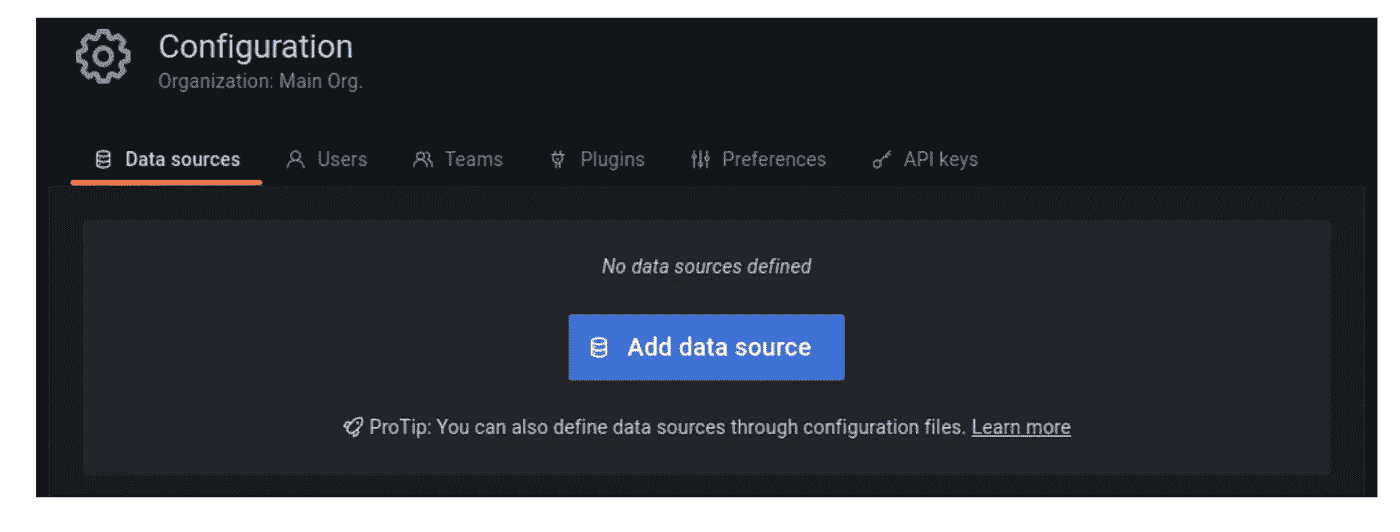 Configuration
Organization: Main Org.
Data sources Users Teams Plugins Preferences API keys
No data sources defined
Add data source
ProTip: You can also define data sources through configuration files. Learn more